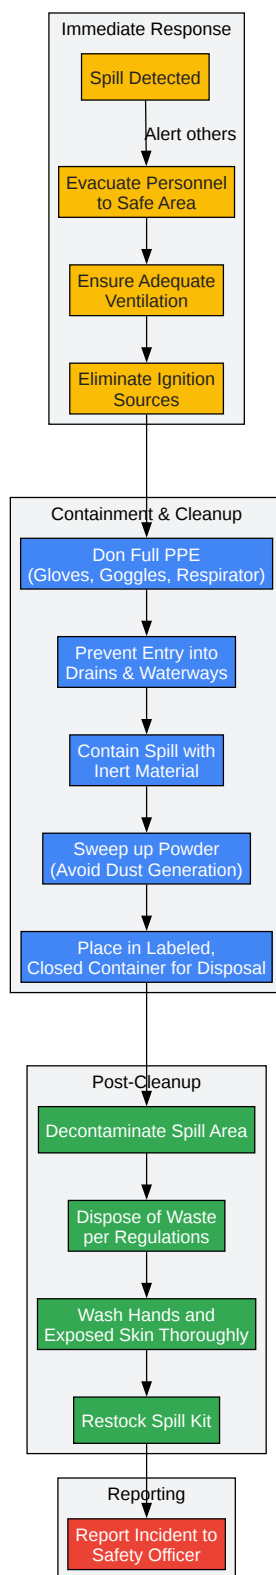 Immediate Response
Spill Detected
Alert others
Evacuate Personnel
to Safe Area
Ensure Adequate
Ventilation
Eliminate Ignition
Sources
Containment & Cleanup
Don Full PPE
(Gloves, Goggles, Respirator)
Prevent Entry into
Drains & Waterways
Contain Spill with
Inert Material
Sweep up Powder
(Avoid Dust Generation)
Place in Labeled,
Closed Container for Disposal
Post-Cleanup
Decontaminate Spill Area
Dispose of Waste
per Regulations
Wash Hands and
Exposed Skin Thoroughly
Restock Spill Kit
Reporting
Report Incident to
Safety Officer